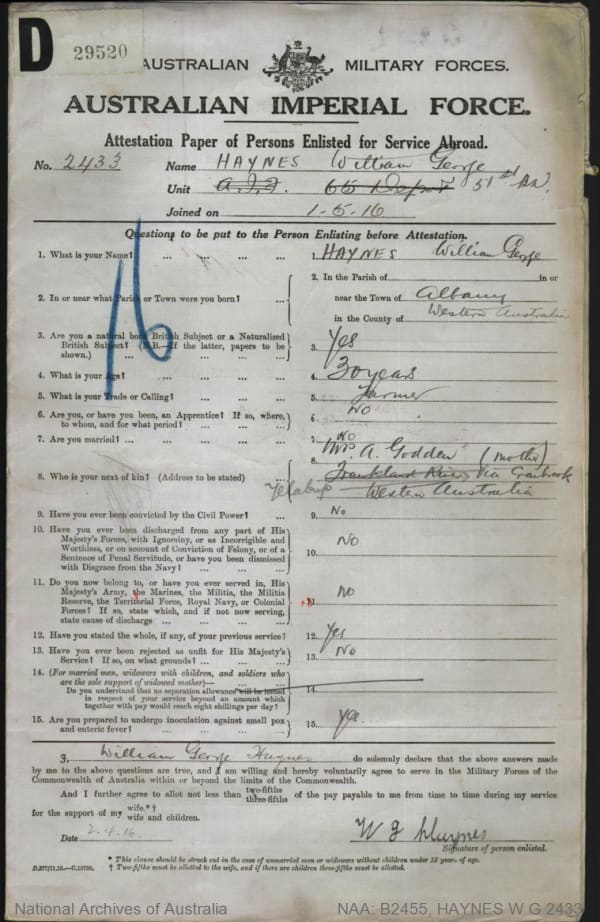 D
29520
AUSTRALIAN MILITARY FORCES.
AUSTRALIAN IMPERIAL FORCE.
Attestation Paper of Persons Enlisted for Service Abroad.
No. 2433 Name HAYNES William George
Unit A.I.F. 65 Depot 51st Bn.
Joined on 1-5-16
Questions to be put to the Person Enlisting before Attestation.
16
1. What is your Name? ... ... ... ... 1. HAYNES William George
2. In or near what Parish or Town were you born? ... 2. In the Parish of in or
near the Town of Albany
in the County of Western Australia
3. Are you a natural born British Subject or a Naturalized
British Subject? (N.B.—If the latter, papers to be
shown.) ... ... ... ... 3. Yes
4. What is your Age? ... ... ... ... 4. 30 years
5. What is your Trade or Calling? ... ... ... 5. Farmer
6. Are you, or have you been, an Apprentice? If so, where,
to whom, and for what period? ... ... ... 6. No
7. Are you married? ... ... ... ... 7. No
8. Who is your next of kin? (Address to be stated) ... 8. Mrs A. Godden (mother)
Frankland River Via Cranbrook
Western Australia
9. Have you ever been convicted by the Civil Power? ... 9. No
10. Have you ever been discharged from any part of His
Majesty's Forces, with Ignominy, or as Incorrigible and
Worthless, or on account of Conviction of Felony, or of a
Sentence of Penal Servitude, or have you been dismissed
with Disgrace from the Navy? ... ... ... 10. No
11. Do you now belong to, or have you ever served in, His
Majesty's Army, the Marines, the Militia, the Militia
Reserve, the Territorial Force, Royal Navy, or Colonial
Forces? If so, state which, and if not now serving,
state cause of discharge ... ... ... 11. No
12. Have you stated the whole, if any, of your previous service? 12. Yes
13. Have you ever been rejected as unfit for His Majesty's
Service? If so, on what grounds? ... ... ... 13. No
14. (For married men, widowers with children, and soldiers who
are the sole support of widowed mother)—
Do you understand that no separation allowance will be issued
in respect of your service beyond an amount which
together with pay would reach eight shillings per day? 14.
15. Are you prepared to undergo inoculation against small pox
and enteric fever? ... ... ... ... 15. Yes.
I, William George Haynes do solemnly declare that the above answers made
by me to the above questions are true, and I am willing and hereby voluntarily agree to serve in the Military Forces of the
Commonwealth of Australia within or beyond the limits of the Commonwealth.
And I further agree to allot not less than two-fifths three-fifths of the pay payable to me from time to time during my service
for the support of my wife.*† wife and children.
Date 2.4.16. W G Haynes
Signature of person enlisted.
* This clause should be struck out in the case of unmarried men or widowers without children under 18 year. of age.
† Two-fifths must be allotted to the wife, and if there are children three-fifths must be allotted.
National Archives of Australia NAA: B2455, HAYNES W G 2433